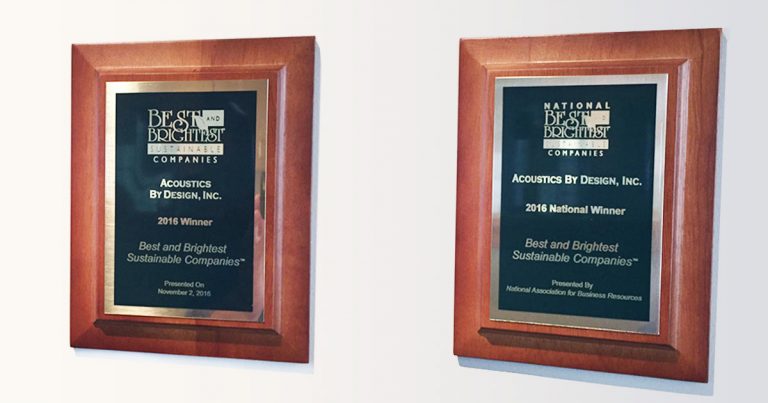 BEST AND
BRIGHTEST
SUSTAINABLE
COMPANIES
ACOUSTICS
BY DESIGN, INC.
2016 Winner
Best and Brightest
Sustainable Companies™
Presented On
November 2, 2016
NATIONAL
BEST
BRIGHTEST
SUSTAINABLE
COMPANIES
ACOUSTICS BY DESIGN, INC.
2016 National Winner
Best and Brightest
Sustainable Companies™
Presented By
National Association for Business Resources